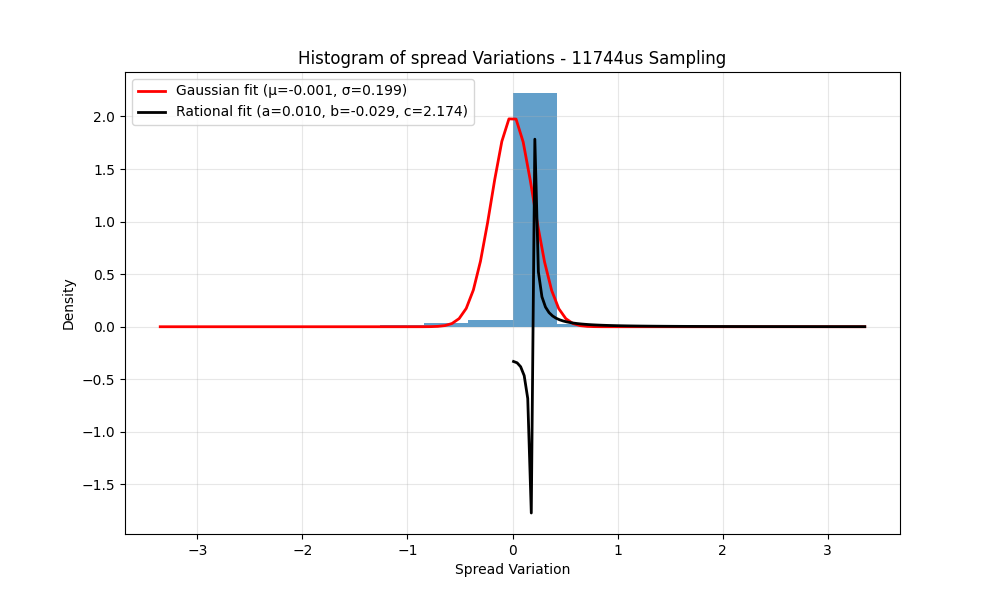 Histogram of spread Variations - 11744us Sampling
Gaussian fit (μ=-0.001, σ=0.199)
Rational fit (a=0.010, b=-0.029, c=2.174)
Density
2.0
1.5
1.0
0.5
0.0
−0.5
−1.0
−1.5
−3 −2 −1 0 1 2 3
Spread Variation